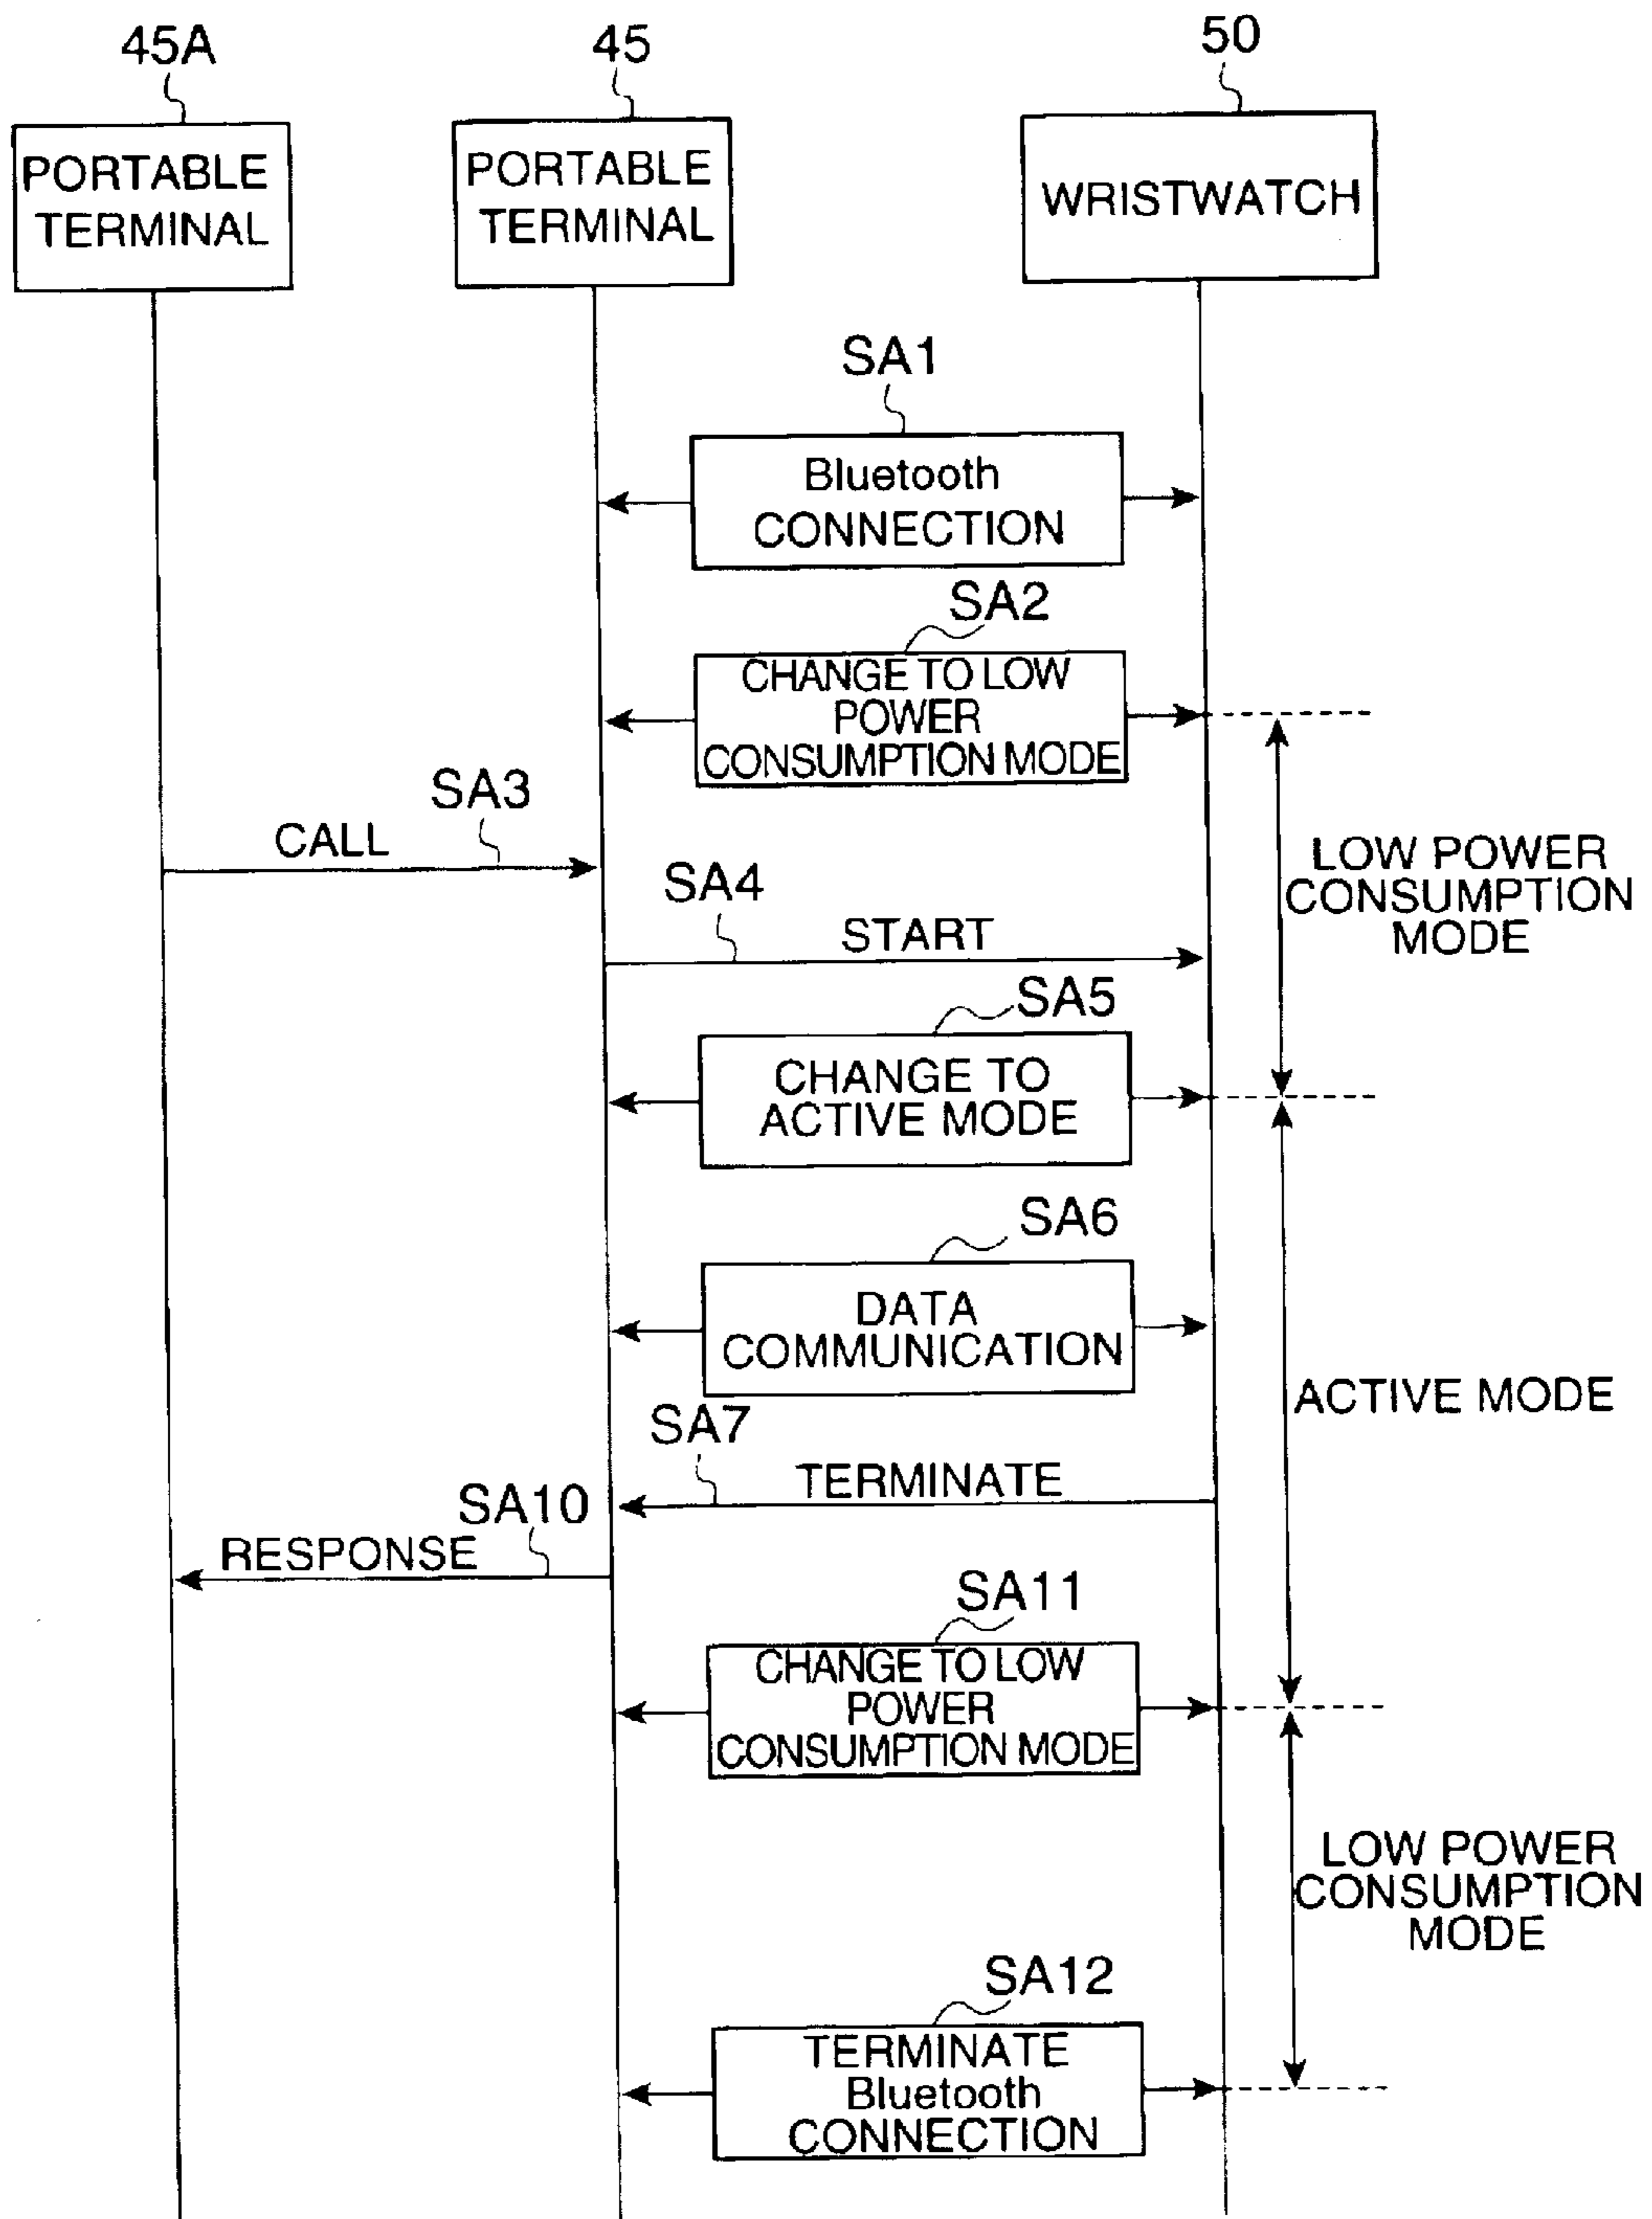 45A
45
50
PORTABLE
TERMINAL
PORTABLE
TERMINAL
WRISTWATCH
SA1
Bluetooth
CONNECTION
SA2
CHANGE TO LOW
POWER
CONSUMPTION MODE
SA3
CALL
LOW POWER
CONSUMPTION
MODE
SA4
START
SA5
CHANGE TO
ACTIVE MODE
SA6
DATA
COMMUNICATION
ACTIVE MODE
SA7
TERMINATE
SA10
RESPONSE
SA11
CHANGE TO LOW
POWER
CONSUMPTION MODE
LOW POWER
CONSUMPTION
MODE
SA12
TERMINATE
Bluetooth
CONNECTION